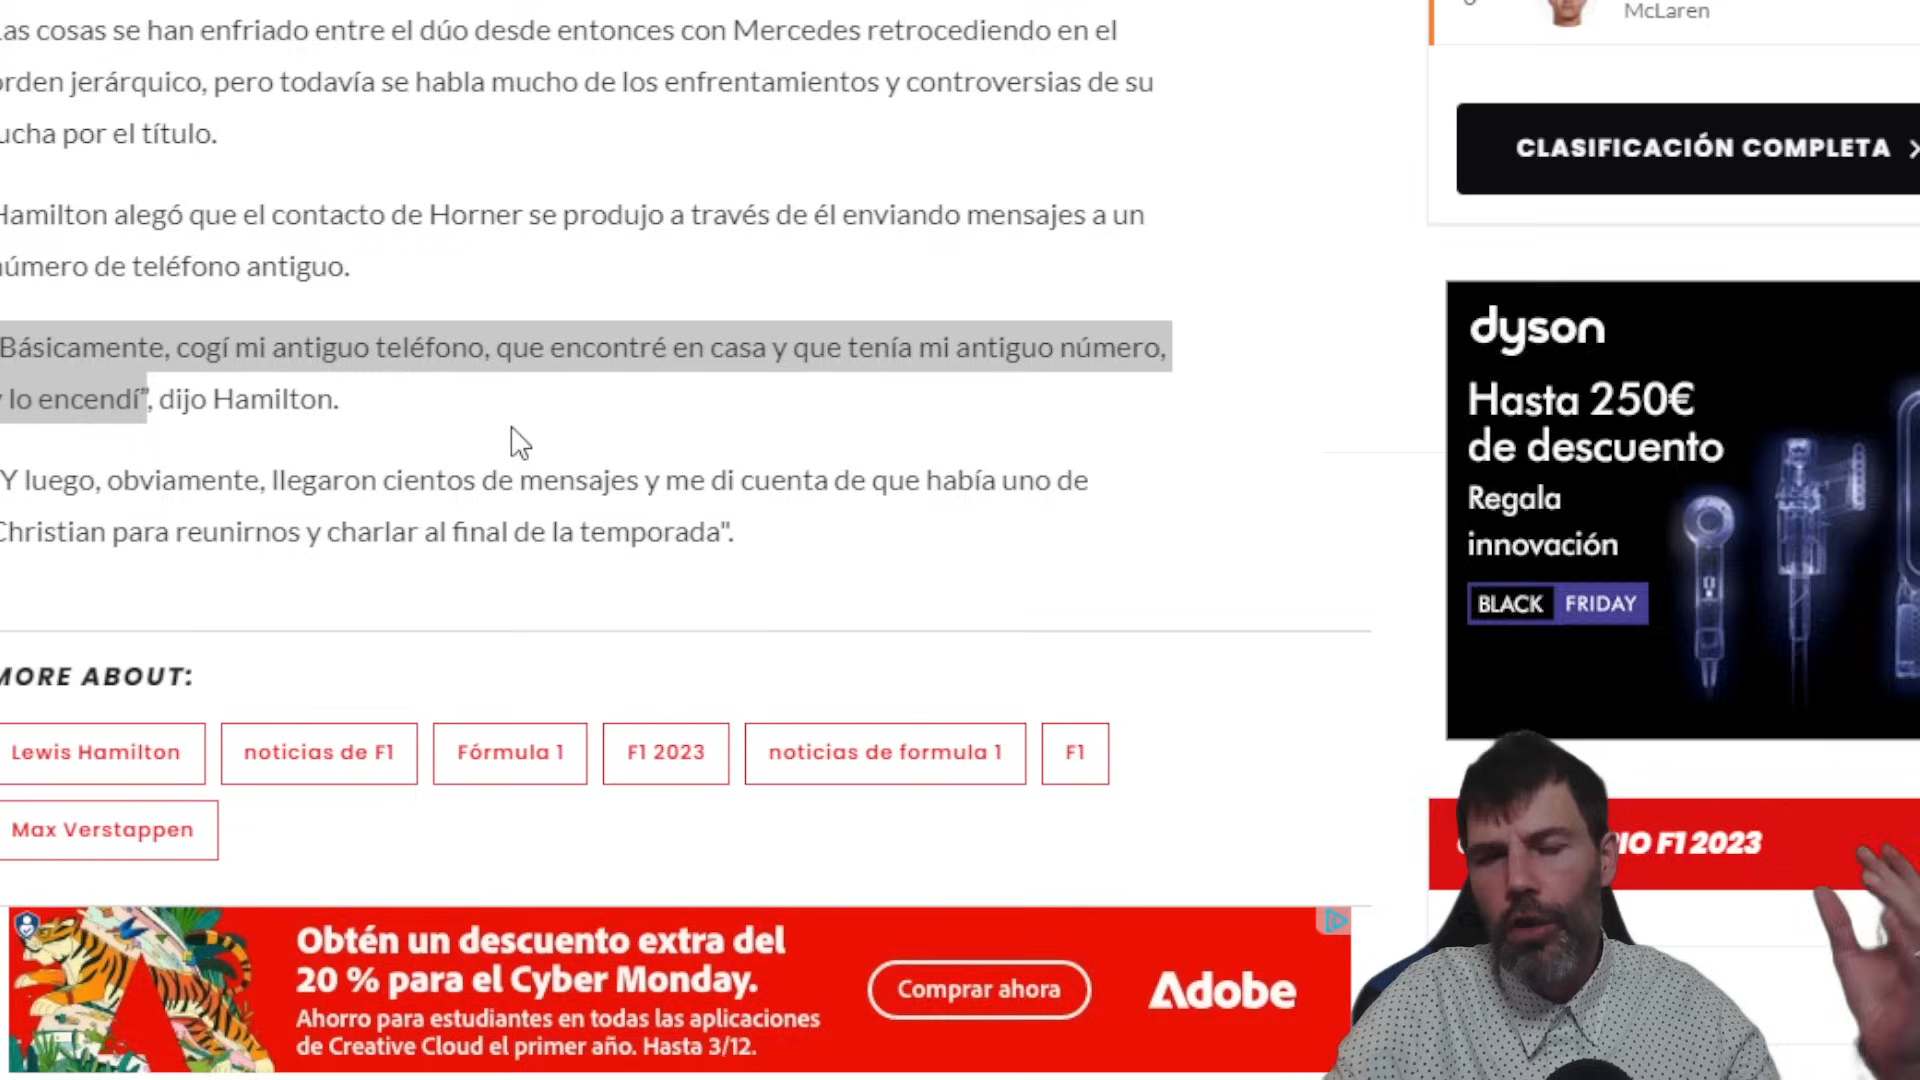 as cosas se han enfriado entre el dúo desde entonces con Mercedes retrocediendo en el
orden jerárquico, pero todavía se habla mucho de los enfrentamientos y controversias de su
ucha por el título.
Hamilton alegó que el contacto de Horner se produjo a través de él enviando mensajes a un
número de teléfono antiguo.
Básicamente, cogí mi antiguo teléfono, que encontré en casa y que tenía mi antiguo número,
y lo encendí”, dijo Hamilton.
Y luego, obviamente, llegaron cientos de mensajes y me di cuenta de que había uno de
Christian para reunirnos y charlar al final de la temporada".
MORE ABOUT:
Lewis Hamilton
noticias de F1
Fórmula 1
F1 2023
noticias de formula 1
F1
Max Verstappen
Obtén un descuento extra del
20 % para el Cyber Monday.
Ahorro para estudiantes en todas las aplicaciones
de Creative Cloud el primer año. Hasta 3/12.
Comprar ahora
Adobe
McLaren
CLASIFICACIÓN COMPLETA
dyson
Hasta 250€
de descuento
Regala
innovación
BLACK FRIDAY
IO F1 2023